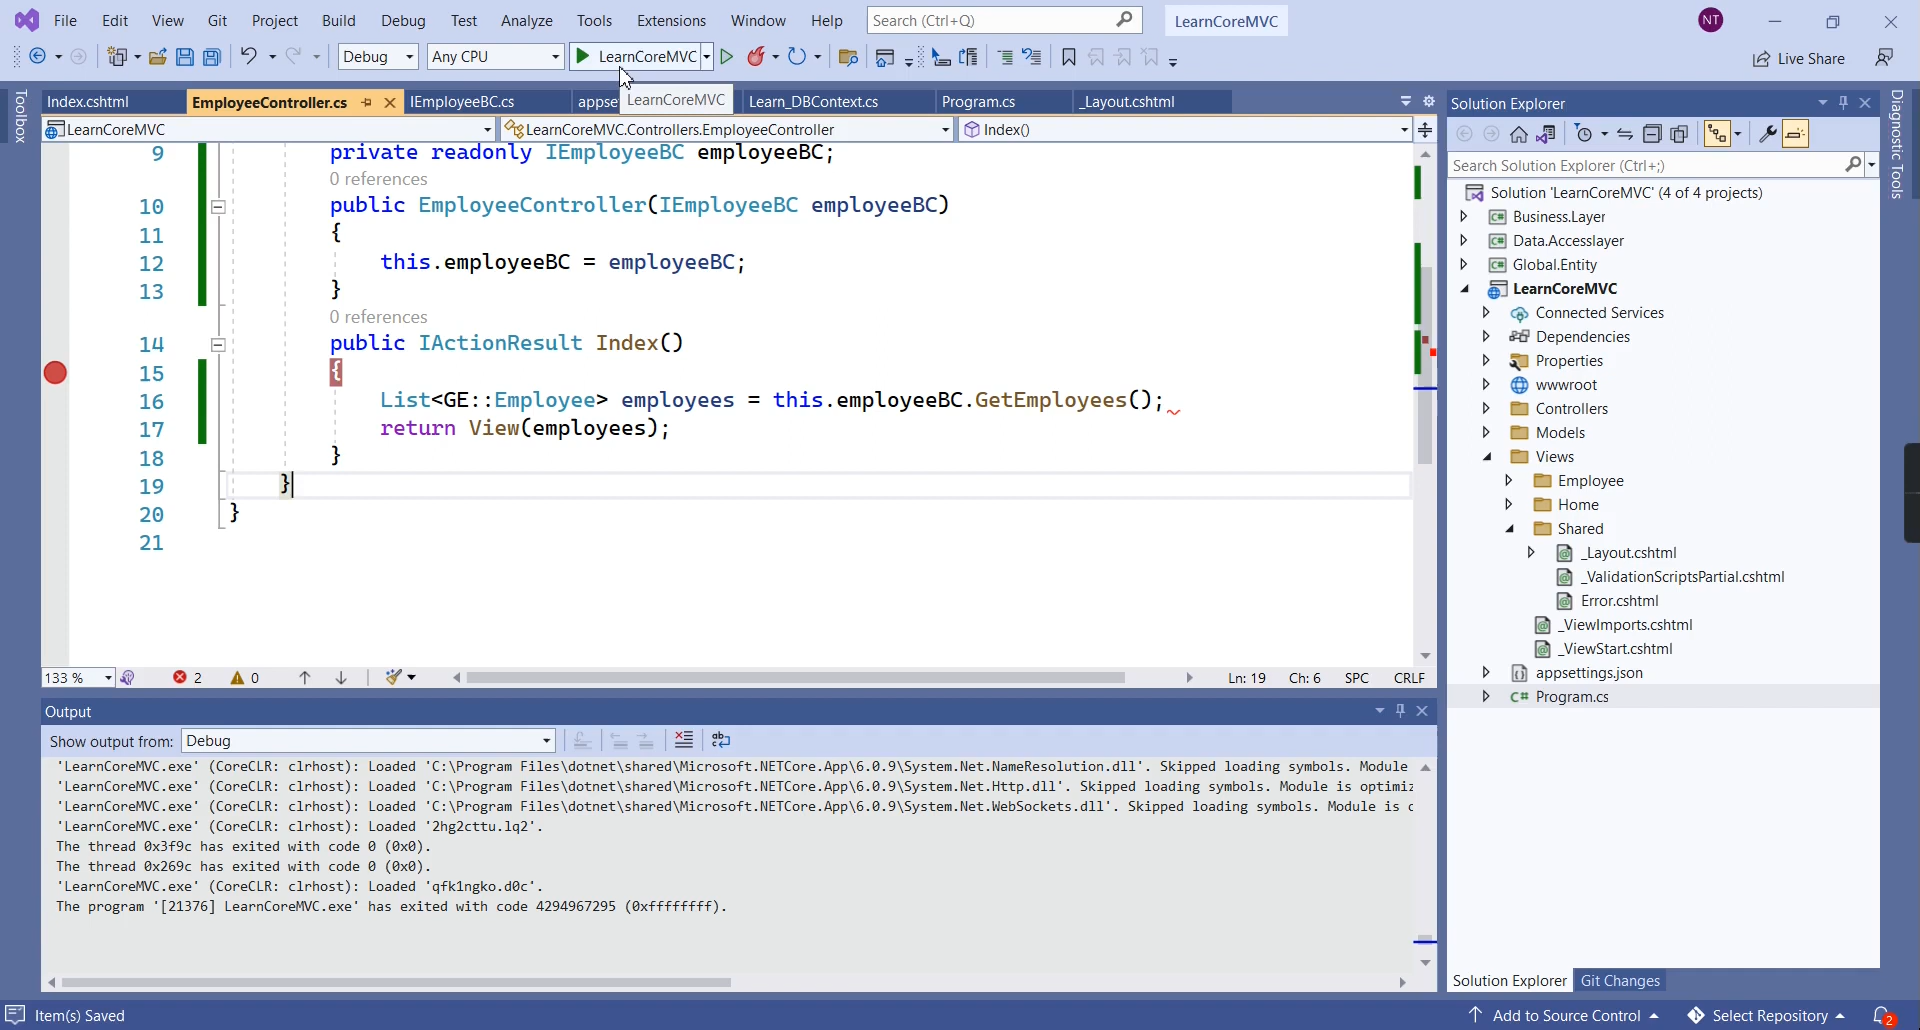 File Edit View Git Project Build Debug Test Analyze Tools Extensions Window Help Search (Ctrl+Q) LearnCoreMVC NT
Debug Any CPU LearnCoreMVC Live Share
Toolbox
Index.cshtml EmployeeController.cs IEmployeeBC.cs appse LearnCoreMVC Learn_DBContext.cs Program.cs _Layout.cshtml
LearnCoreMVC LearnCoreMVC.Controllers.EmployeeController Index()
9 private readonly IEmployeeBC employeeBC;
0 references
10 public EmployeeController(IEmployeeBC employeeBC)
11 {
12 this.employeeBC = employeeBC;
13 }
0 references
14 public IActionResult Index()
15 {
16 List<GE::Employee> employees = this.employeeBC.GetEmployees();
17 return View(employees);
18 }
19 }
20 }
21
133 % 2 0 Ln: 19 Ch: 6 SPC CRLF
Output
Show output from: Debug
'LearnCoreMVC.exe' (CoreCLR: clrhost): Loaded 'C:\Program Files\dotnet\shared\Microsoft.NETCore.App\6.0.9\System.Net.NameResolution.dll'. Skipped loading symbols. Module
'LearnCoreMVC.exe' (CoreCLR: clrhost): Loaded 'C:\Program Files\dotnet\shared\Microsoft.NETCore.App\6.0.9\System.Net.Http.dll'. Skipped loading symbols. Module is optimiz
'LearnCoreMVC.exe' (CoreCLR: clrhost): Loaded 'C:\Program Files\dotnet\shared\Microsoft.NETCore.App\6.0.9\System.Net.WebSockets.dll'. Skipped loading symbols. Module is c
'LearnCoreMVC.exe' (CoreCLR: clrhost): Loaded '2hg2cttu.lq2'.
The thread 0x3f9c has exited with code 0 (0x0).
The thread 0x269c has exited with code 0 (0x0).
'LearnCoreMVC.exe' (CoreCLR: clrhost): Loaded 'qfk1ngko.d0c'.
The program '[21376] LearnCoreMVC.exe' has exited with code 4294967295 (0xffffffff).
Solution Explorer
Search Solution Explorer (Ctrl+;)
Solution 'LearnCoreMVC' (4 of 4 projects)
C# Business.Layer
C# Data.Accesslayer
C# Global.Entity
LearnCoreMVC
Connected Services
Dependencies
Properties
wwwroot
Controllers
Models
Views
Employee
Home
Shared
_Layout.cshtml
_ValidationScriptsPartial.cshtml
Error.cshtml
_ViewImports.cshtml
_ViewStart.cshtml
appsettings.json
C# Program.cs
Solution Explorer Git Changes
Diagnostic Tools
Item(s) Saved Add to Source Control Select Repository 2